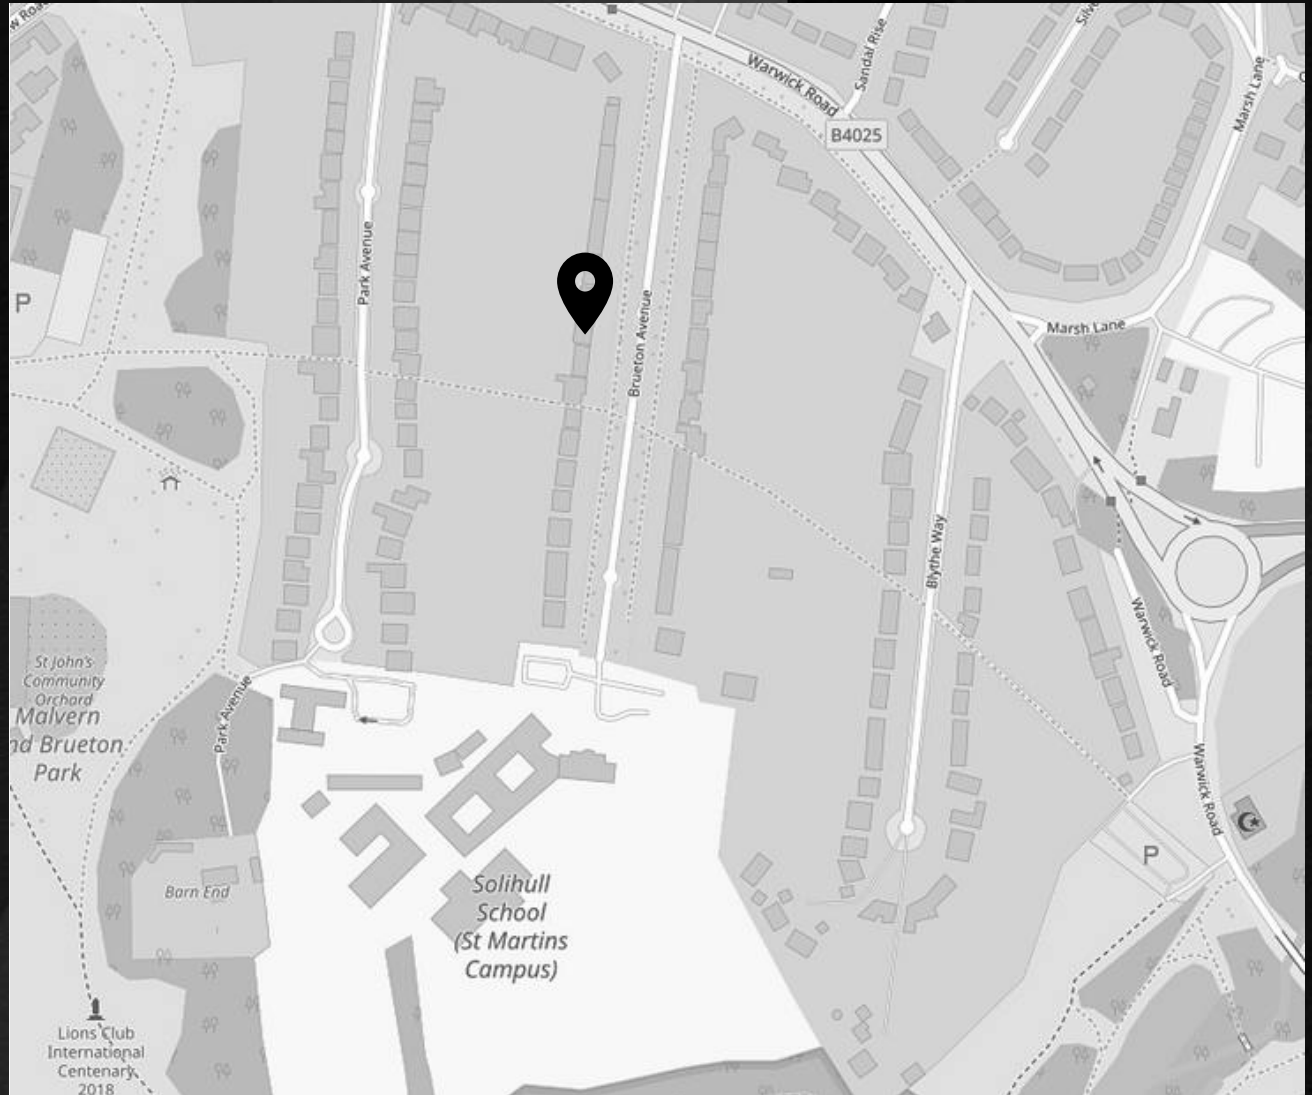 Warwick Road
B4025
Sandal Rise
Marsh Lane
Park Avenue
Brueton Avenue
Marsh Lane
P
Blythe Way
Warwick Road
St John's
Community
Orchard
Malvern
nd Brueton
Park
Park Avenue
Warwick Road
P
Barn End
Solihull
School
(St Martins
Campus)
Lions Club
International
Centenary
2018